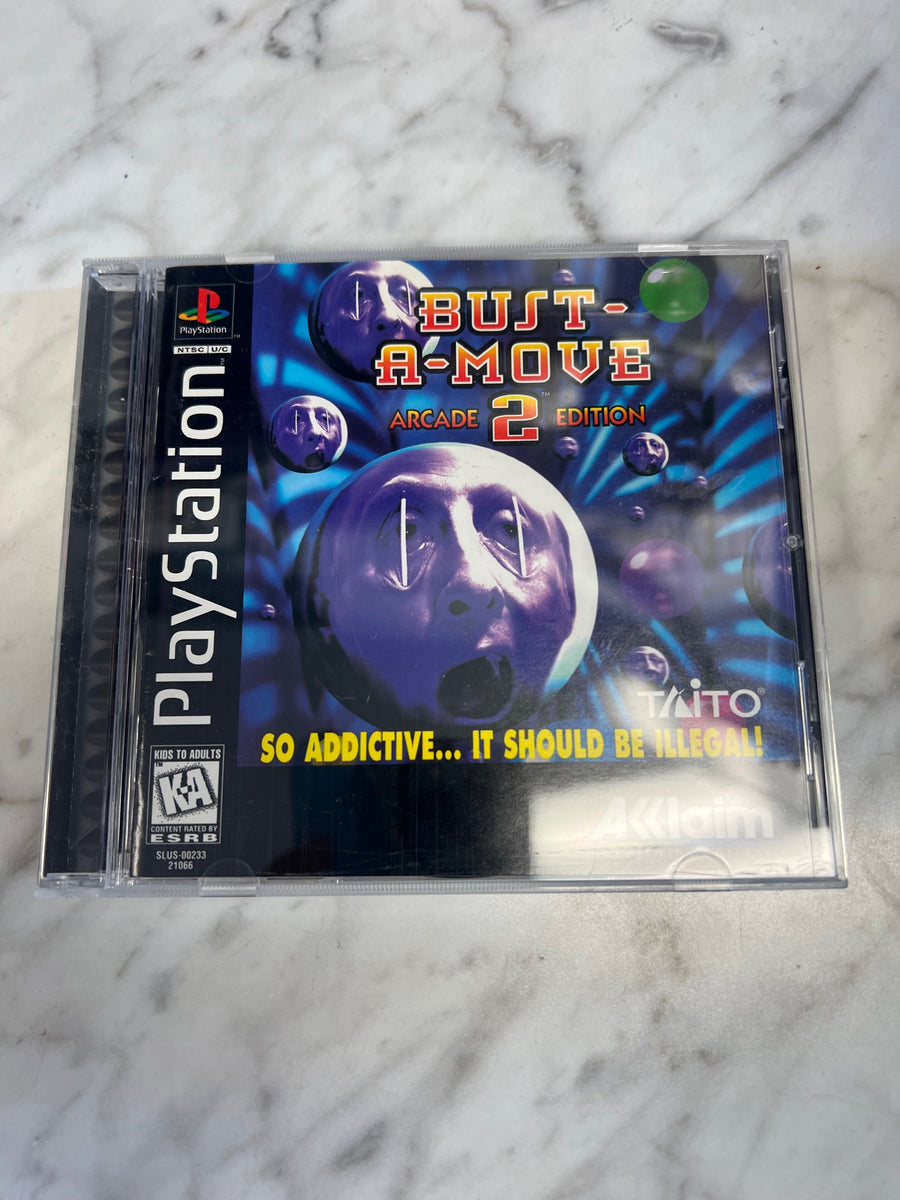 PlayStation
NTSC U/C
PlayStation
BUST-
A-MOVE
ARCADE 2 EDITION
TAITO
SO ADDICTIVE... IT SHOULD BE ILLEGAL!
AKklaim
KIDS TO ADULTS
K-A
CONTENT RATED BY
ESRB
SLUS-00233
21066